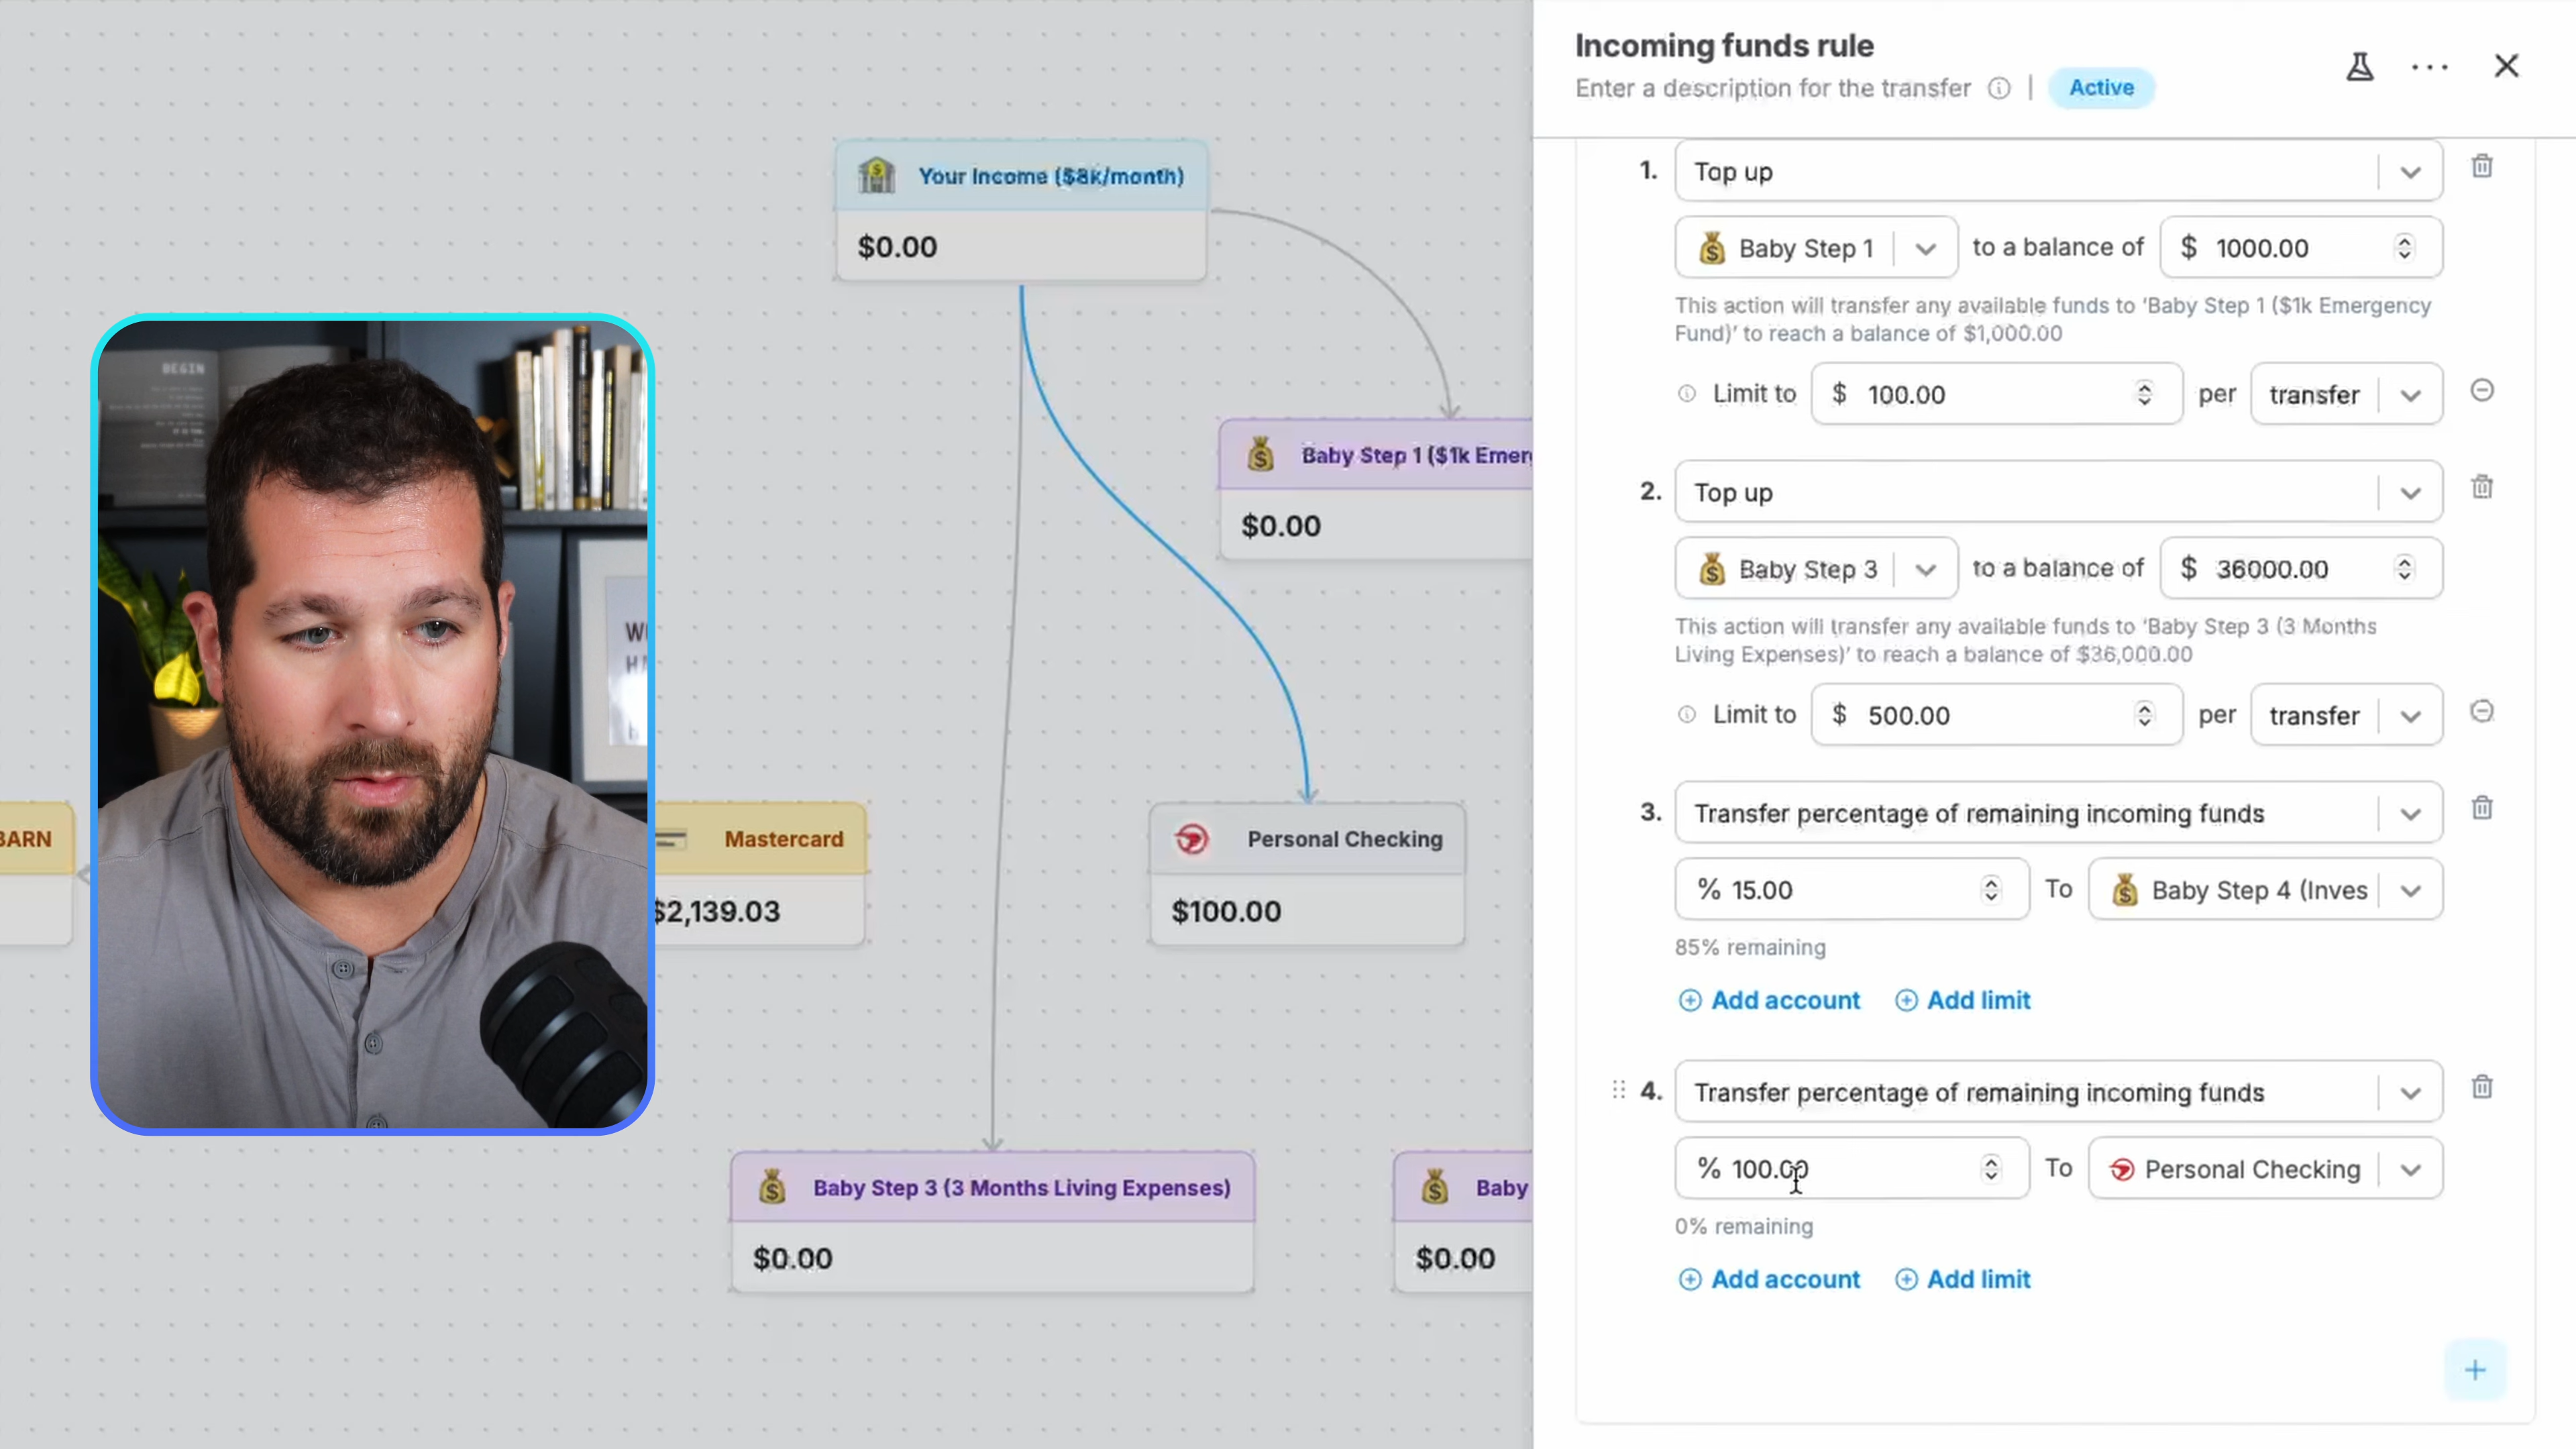 Incoming funds rule
Enter a description for the transfer
Active
1.
Top up
Baby Step 1
to a balance of
$ 1000.00
This action will transfer any available funds to 'Baby Step 1 ($1k Emergency
Fund)' to reach a balance of $1,000.00
Limit to
$ 100.00
per
transfer
2.
Top up
Baby Step 3
to a balance of
$ 36000.00
This action will transfer any available funds to 'Baby Step 3 (3 Months
Living Expenses)' to reach a balance of $36,000.00
Limit to
$ 500.00
per
transfer
3.
Transfer percentage of remaining incoming funds
% 15.00
To
Baby Step 4 (Inves
85% remaining
Add account
Add limit
4.
Transfer percentage of remaining incoming funds
% 100.00
To
Personal Checking
0% remaining
Add account
Add limit
Your Income ($8k/month)
$0.00
Baby Step 1 ($1k Emerg
$0.00
BARN
Mastercard
$2,139.03
Personal Checking
$100.00
Baby Step 3 (3 Months Living Expenses)
$0.00
Baby
$0.00
BEGIN